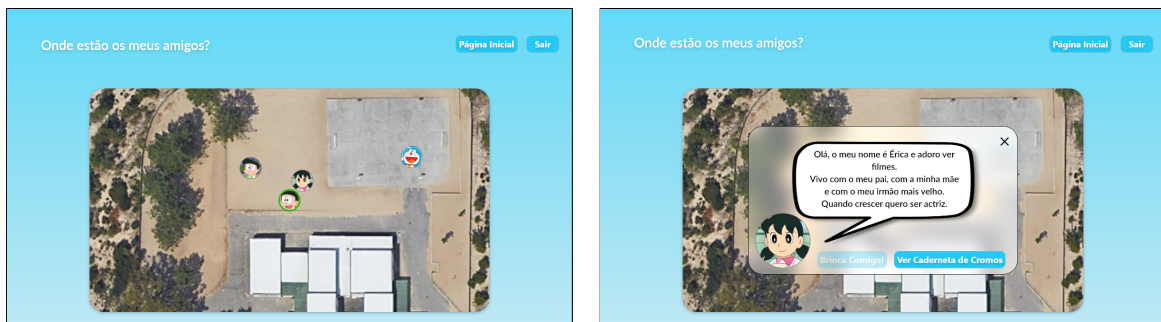 Onde estão os meus amigos?
Página Inicial
Sair
Onde estão os meus amigos?
Página Inicial
Sair
Olá, o meu nome é Érica e adoro ver
filmes.
Vivo com o meu pai, com a minha mãe
e com o meu irmão mais velho.
Quando crescer quero ser actriz.
Brinca Comigo!
Ver Caderneta de Cromos